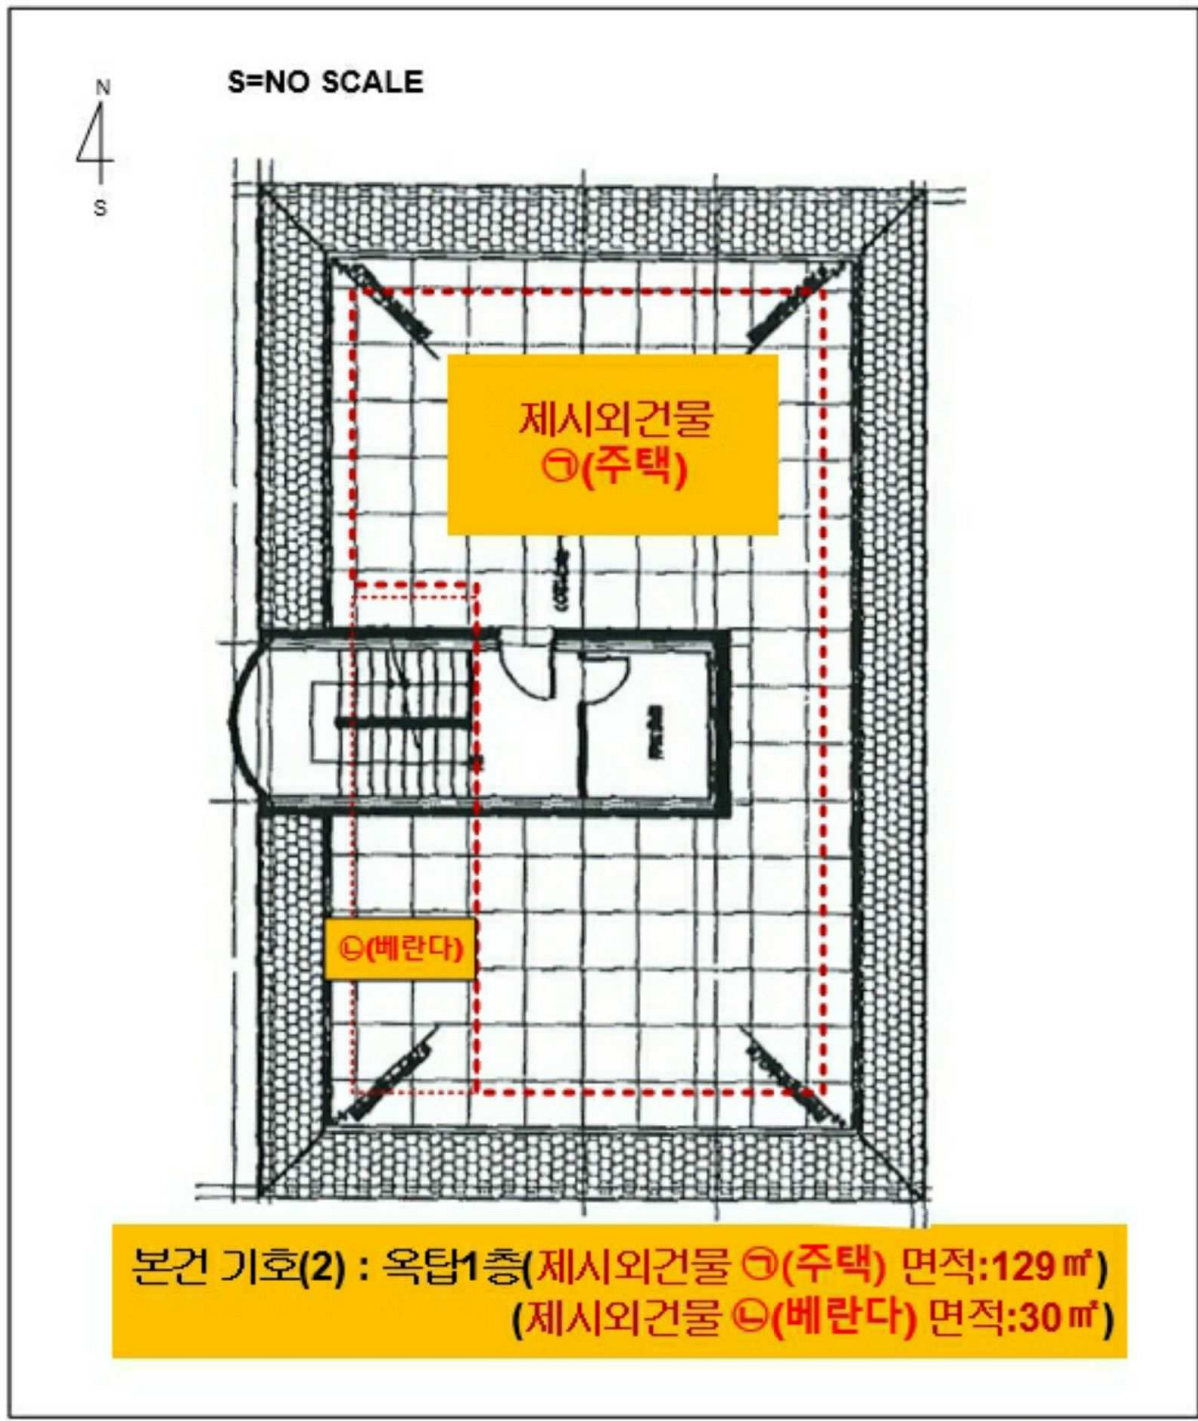 N
S
S=NO SCALE
제시외건물
㉠(주택)
㉡(베란다)
본건 기호(2) : 옥탑1층(제시외건물 ㉠(주택) 면적:129㎡)
(제시외건물 ㉡(베란다) 면적:30㎡)